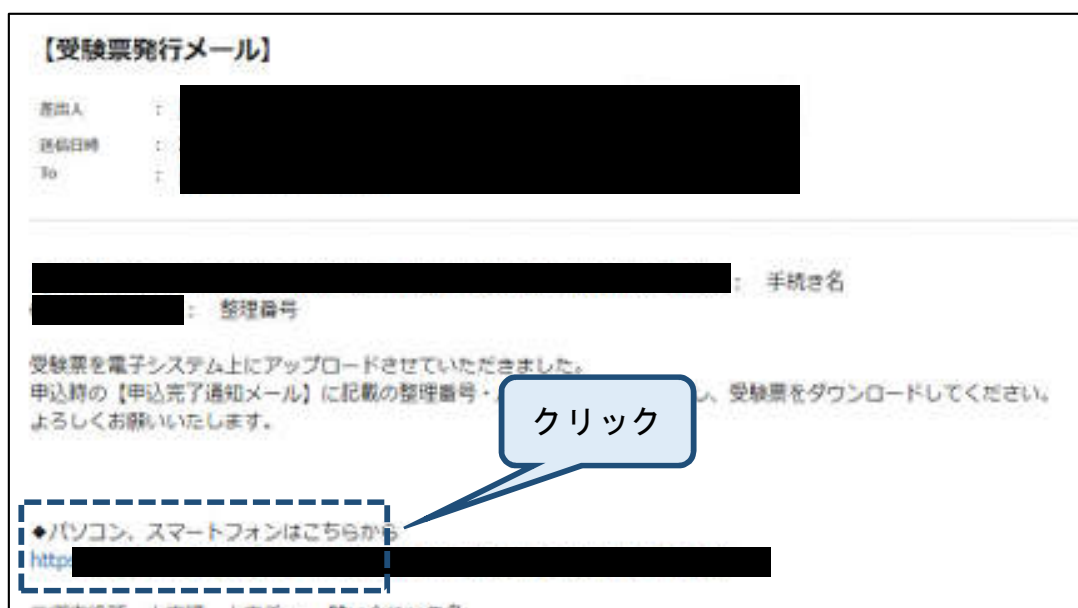 【受験票発行メール】
差出人 :
送信日時 :
To :
: 手続き名
: 整理番号
受験票を電子システム上にアップロードさせていただきました。
申込時の【申込完了通知メール】に記載の整理番号・ し、受験票をダウンロードしてください。
よろしくお願いいたします。
クリック
◆パソコン、スマートフォンはこちらから
https